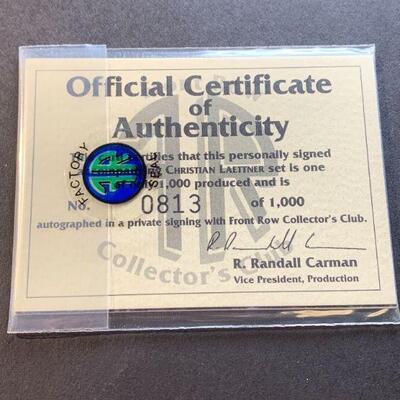 Official Certificate
of
Authenticity
certifies that this personally signed
CHRISTIAN LAETTNER set is one
1,000 produced and is
No. 0813 of 1,000
autographed in a private signing with Front Row Collector's Club.
R. Randall Carman
Vice President, Production
Collector's Club
FACTORY SEAL